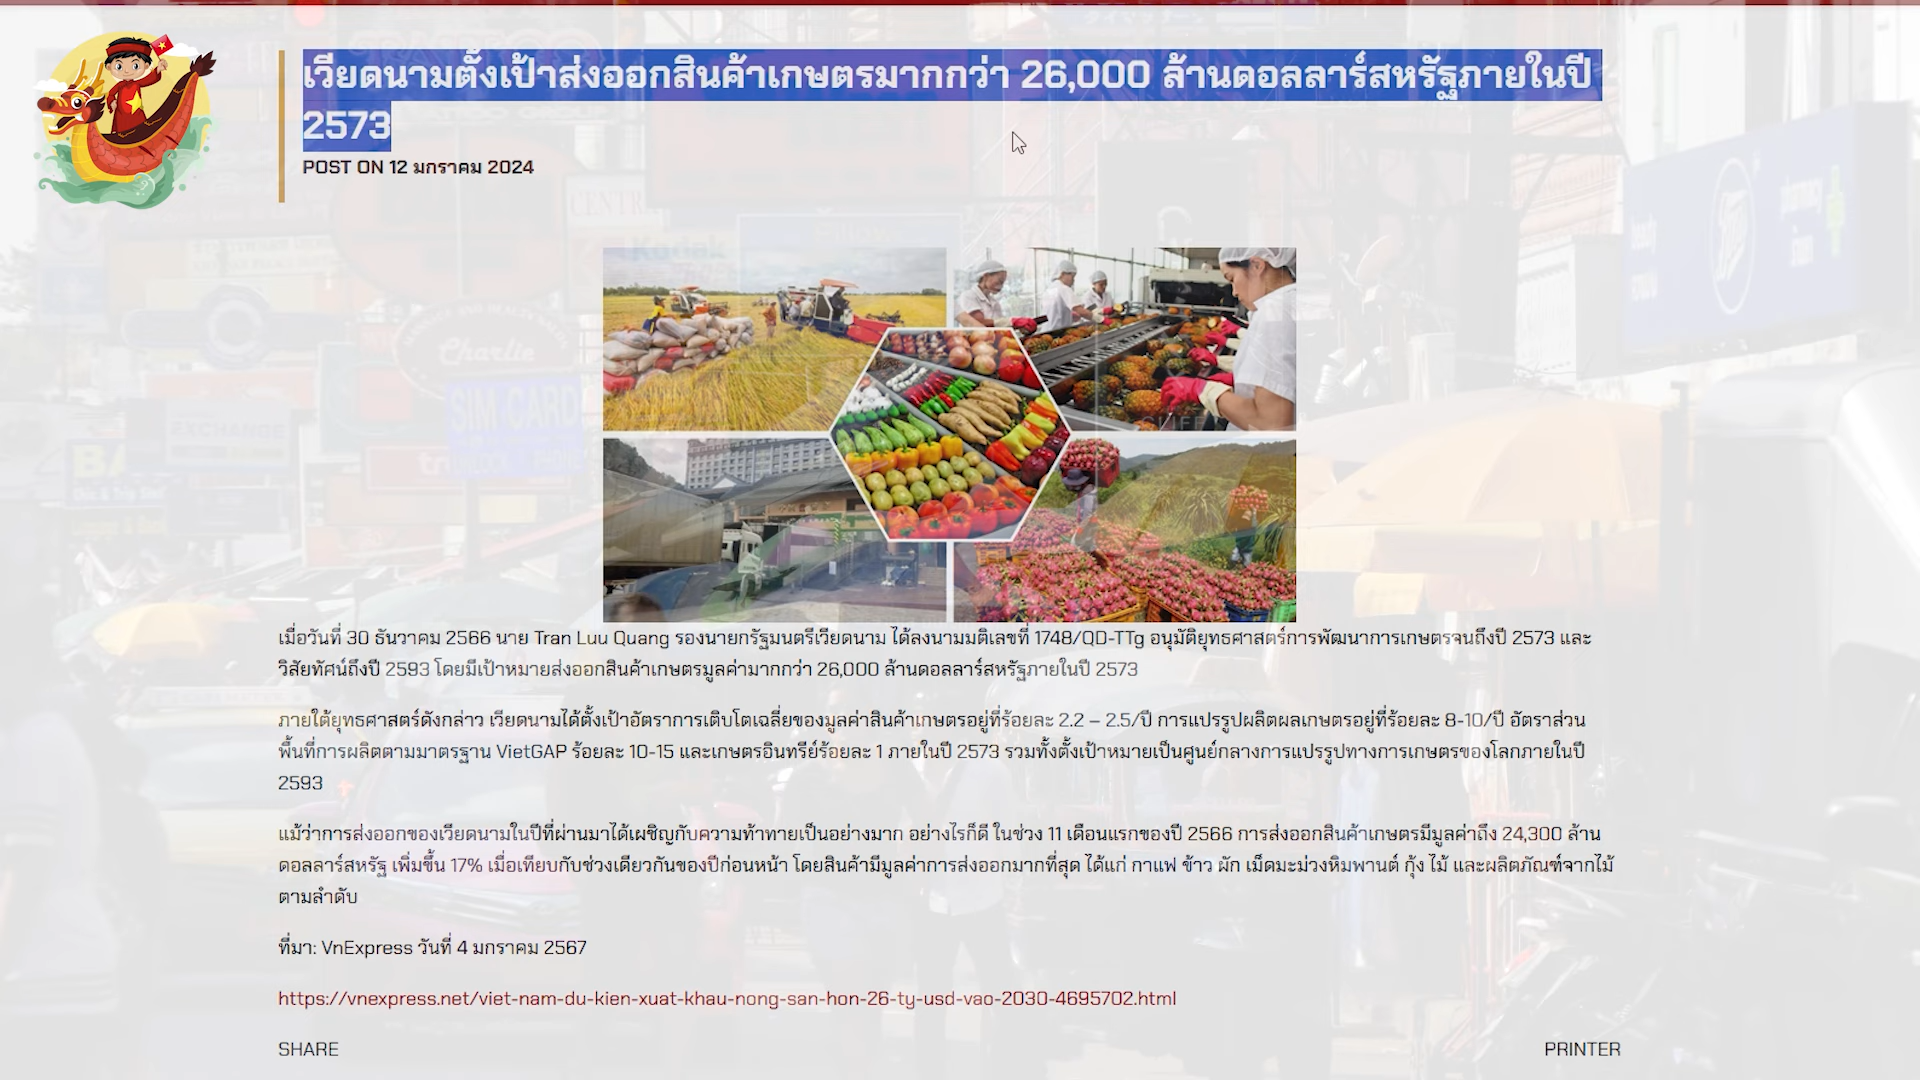 เวียดนามตั้งเป้าส่งออกสินค้าเกษตรมากกว่า 26,000 ล้านดอลลาร์สหรัฐภายในปี
2573
POST ON 12 มกราคม 2024
Charlie
SIM CARD
EXCHANGE
เมื่อวันที่ 30 ธันวาคม 2566 นาย Tran Luu Quang รองนายกรัฐมนตรีเวียดนาม ได้ลงนามมติเลขที่ 1748/QD-TTg อนุมัติยุทธศาสตร์การพัฒนาการเกษตรจนถึงปี 2573 และ
วิสัยทัศน์ถึงปี 2593 โดยมีเป้าหมายส่งออกสินค้าเกษตรมูลค่ามากกว่า 26,000 ล้านดอลลาร์สหรัฐภายในปี 2573
ภายใต้ยุทธศาสตร์ดังกล่าว เวียดนามได้ตั้งเป้าอัตราการเติบโตเฉลี่ยของมูลค่าสินค้าเกษตรอยู่ที่ร้อยละ 2.2 – 2.5/ปี การแปรรูปผลิตผลเกษตรอยู่ที่ร้อยละ 8-10/ปี อัตราส่วน
พื้นที่การผลิตตามมาตรฐาน VietGAP ร้อยละ 10-15 และเกษตรอินทรีย์ร้อยละ 1 ภายในปี 2573 รวมทั้งตั้งเป้าหมายเป็นศูนย์กลางการแปรรูปทางการเกษตรของโลกภายในปี
2593
แม้ว่าการส่งออกของเวียดนามในปีที่ผ่านมาได้เผชิญกับความท้าทายเป็นอย่างมาก อย่างไรก็ดี ในช่วง 11 เดือนแรกของปี 2566 การส่งออกสินค้าเกษตรมีมูลค่าถึง 24,300 ล้าน
ดอลลาร์สหรัฐ เพิ่มขึ้น 17% เมื่อเทียบกับช่วงเดียวกันของปีก่อนหน้า โดยสินค้ามีมูลค่าการส่งออกมากที่สุด ได้แก่ กาแฟ ข้าว ผัก เม็ดมะม่วงหิมพานต์ กุ้ง ไม้ และผลิตภัณฑ์จากไม้
ตามลำดับ
ที่มา: VnExpress วันที่ 4 มกราคม 2567
https://vnexpress.net/viet-nam-du-kien-xuat-khau-nong-san-hon-26-ty-usd-vao-2030-4695702.html
SHARE
PRINTER